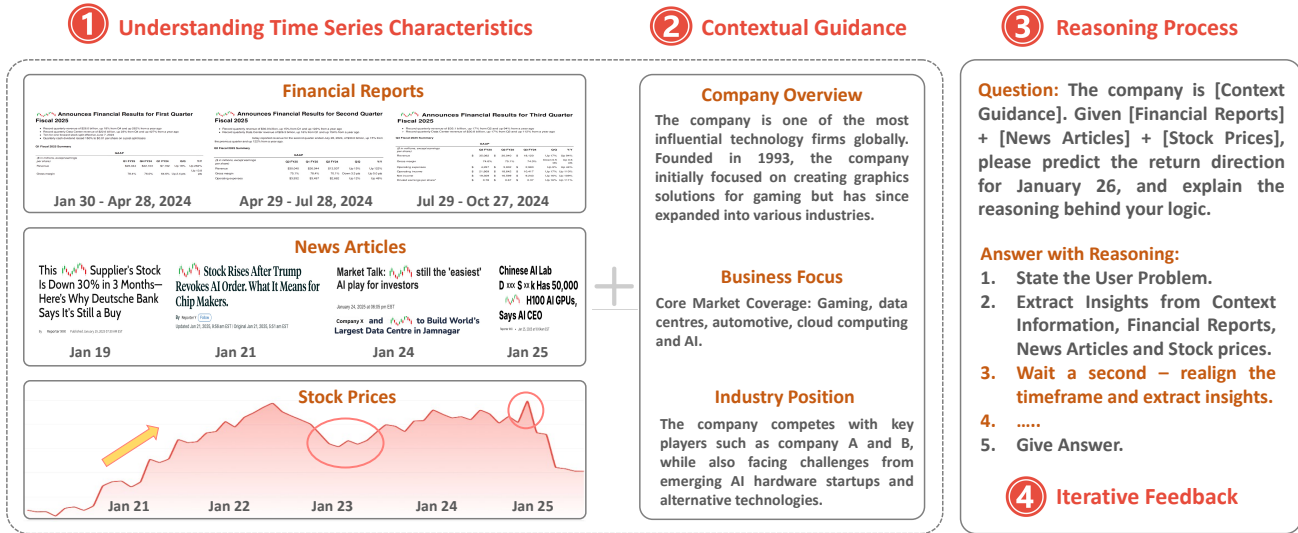 1 Understanding Time Series Characteristics
2 Contextual Guidance
3 Reasoning Process
Financial Reports
Announces Financial Results for First Quarter
Fiscal 2025
Announces Financial Results for Second Quarter
Fiscal 2025
Announces Financial Results for Third Quarter
Fiscal 2025
Jan 30 - Apr 28, 2024
Apr 29 - Jul 28, 2024
Jul 29 - Oct 27, 2024
News Articles
This Supplier's Stock
Is Down 30% in 3 Months—
Here's Why Deutsche Bank
Says It's Still a Buy
Jan 19
Stock Rises After Trump
Revokes AI Order. What It Means for
Chip Makers.
Jan 21
Market Talk: still the 'easiest'
AI play for investors
Company X and to Build World's
Largest Data Centre in Jamnagar
Jan 24
Chinese AI Lab
D xxx S xx k Has 50,000
H100 AI GPUs,
Says AI CEO
Jan 25
Stock Prices
Jan 21
Jan 22
Jan 23
Jan 24
Jan 25
Company Overview
The company is one of the most
influential technology firms globally.
Founded in 1993, the company
initially focused on creating graphics
solutions for gaming but has since
expanded into various industries.
Business Focus
Core Market Coverage: Gaming, data
centres, automotive, cloud computing
and AI.
Industry Position
The company competes with key
players such as company A and B,
while also facing challenges from
emerging AI hardware startups and
alternative technologies.
Question: The company is [Context
Guidance]. Given [Financial Reports]
+ [News Articles] + [Stock Prices],
please predict the return direction
for January 26, and explain the
reasoning behind your logic.
Answer with Reasoning:
1. State the User Problem.
2. Extract Insights from Context
Information, Financial Reports,
News Articles and Stock prices.
3. Wait a second – realign the
timeframe and extract insights.
4. .....
5. Give Answer.
4 Iterative Feedback